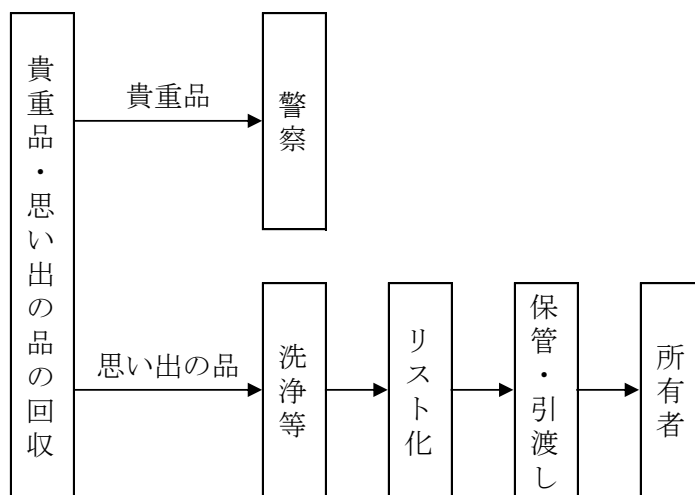 貴重品・思い出の品の回収
貴重品
警察
思い出の品
洗浄等
リスト化
保管・引渡し
所有者